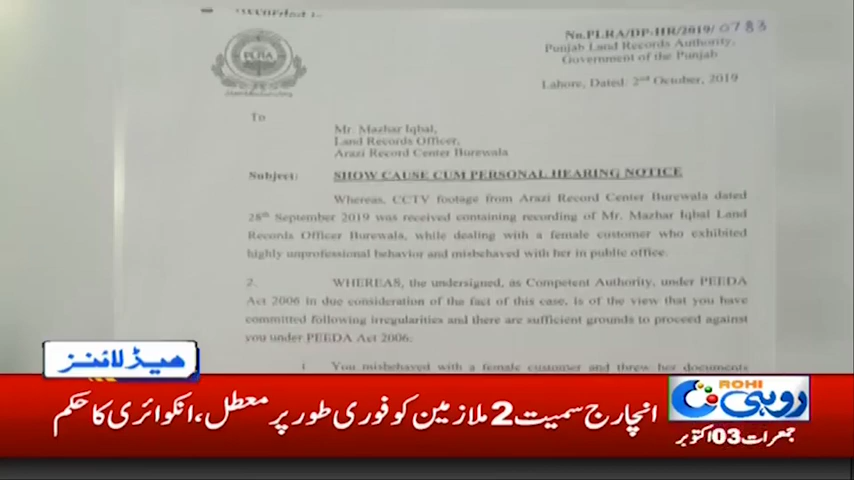 No.PLRA/DP-HR/2019/0783
Punjab Land Records Authority,
Government of the Punjab
Lahore, Dated: 2nd October, 2019
PLRA
To
Mr. Mazhar Iqbal,
Land Records Officer,
Arazi Record Center Burewala
Subject: SHOW CAUSE CUM PERSONAL HEARING NOTICE
Whereas, CCTV footage from Arazi Record Center Burewala dated
28th September 2019 was received containing recording of Mr. Mazhar Iqbal Land
Records Officer Burewala, while dealing with a female customer who exhibited
highly unprofessional behavior and misbehaved with her in public office.
2. WHEREAS, the undersigned, as Competent Authority, under PEEDA
Act 2006 in due consideration of the fact of this case, is of the view that you have
committed following irregularities and there are sufficient grounds to proceed against
you under PEEDA Act 2006.
i You misbehaved with a female customer and threw her documents
ہیڈلائنز
انچارج سمیت 2 ملازمین کو فوری طور پر معطل، انکوائری کا حکم
ROHI
روہی
جمعرات 03 اکتوبر